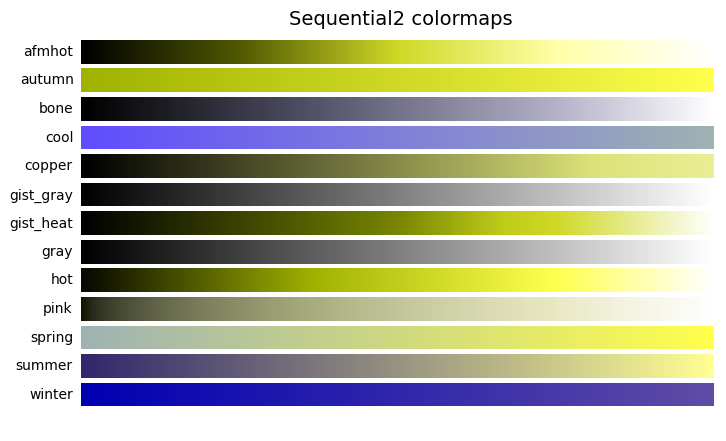 Sequential2 colormaps
afmhot
autumn
bone
cool
copper
gist_gray
gist_heat
gray
hot
pink
spring
summer
winter